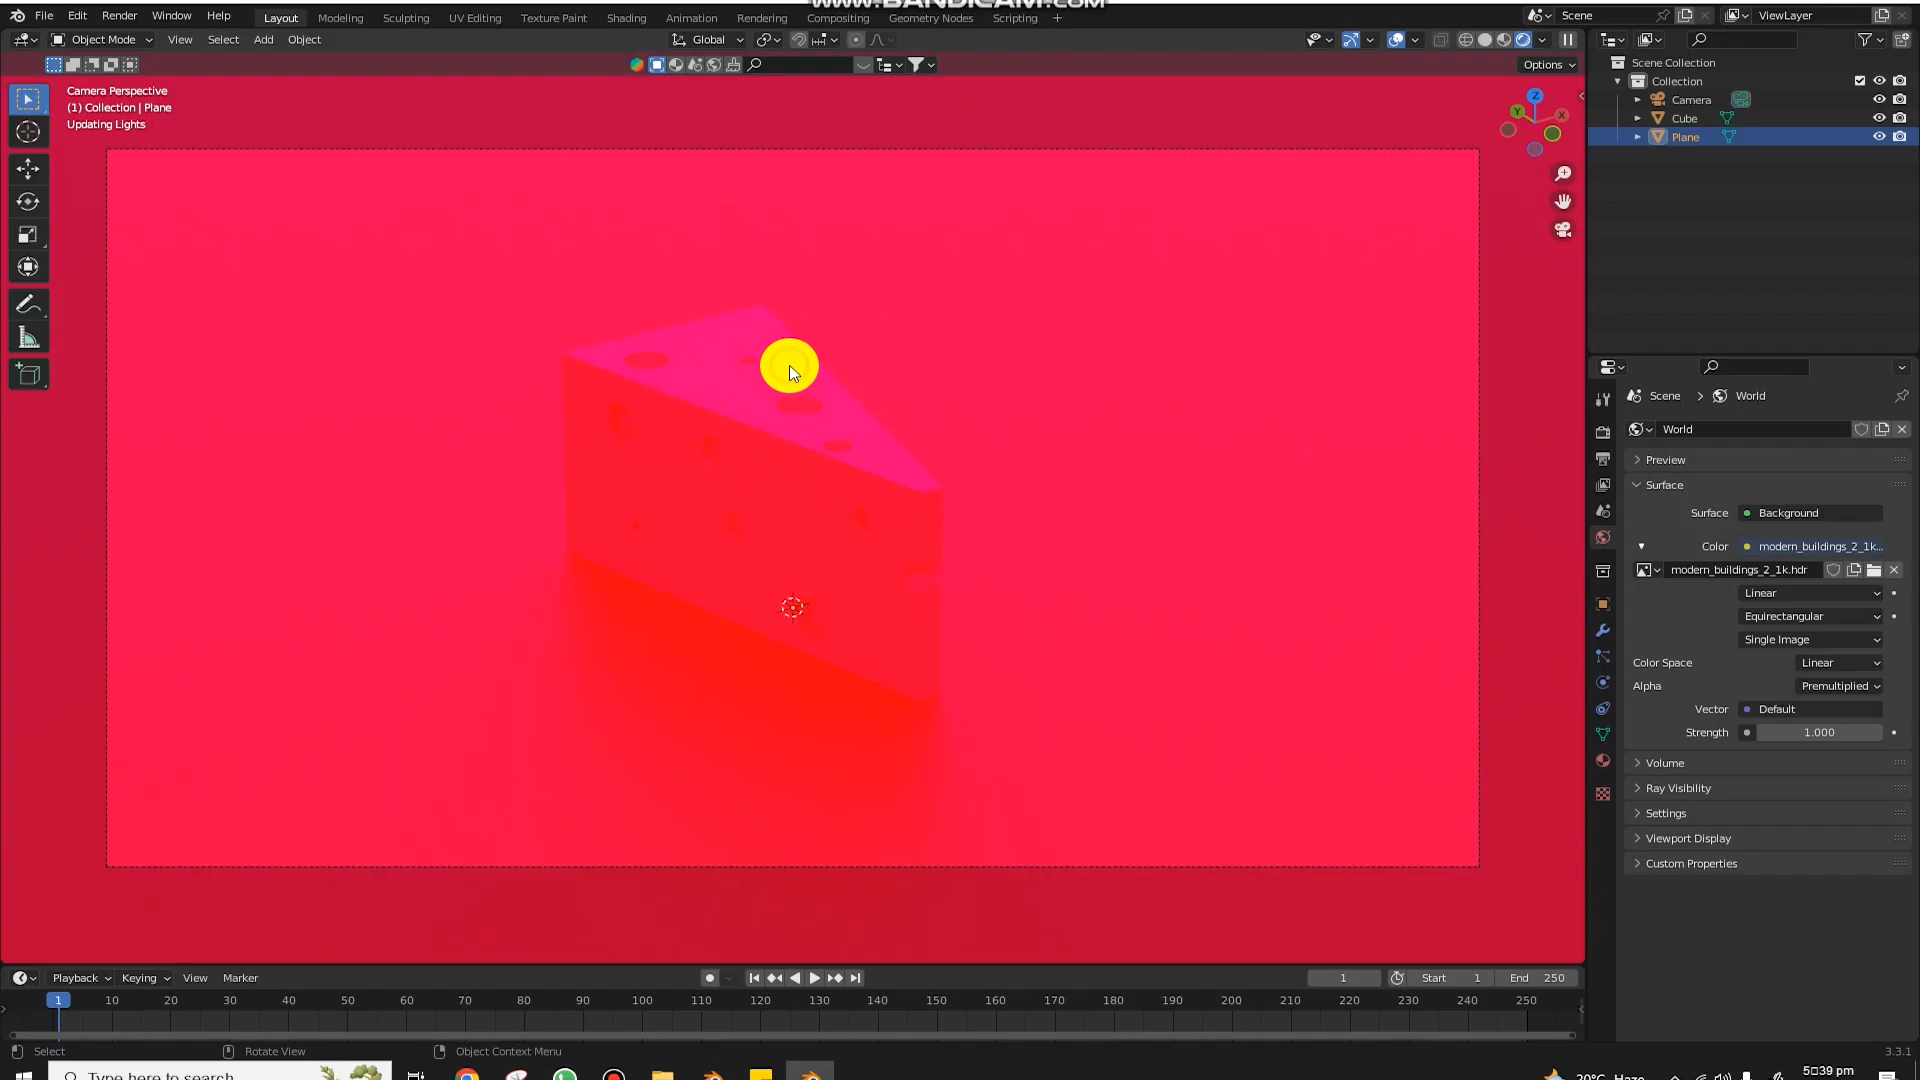 www.BANDICAM.COM
File Edit Render Window Help Layout Modeling Sculpting UV Editing Texture Paint Shading Animation Rendering Compositing Geometry Nodes Scripting + Scene ViewLayer
Object Mode View Select Add Object Global
Options
Camera Perspective
(1) Collection | Plane
Updating Lights
Z
Y
X
Scene Collection
Collection
Camera
Cube
Plane
Scene > World
World
Preview
Surface
Surface Background
Color modern_buildings_2_1k...
modern_buildings_2_1k.hdr
Linear
Equirectangular
Single Image
Color Space Linear
Alpha Premultiplied
Vector Default
Strength 1.000
Volume
Ray Visibility
Settings
Viewport Display
Custom Properties
Playback Keying View Marker 1 Start 1 End 250
1 10 20 30 40 50 60 70 80 90 100 110 120 130 140 150 160 170 180 190 200 210 220 230 240 250
Select Rotate View Object Context Menu 3.3.1
Type here to search 20°C Haze 5:39 pm